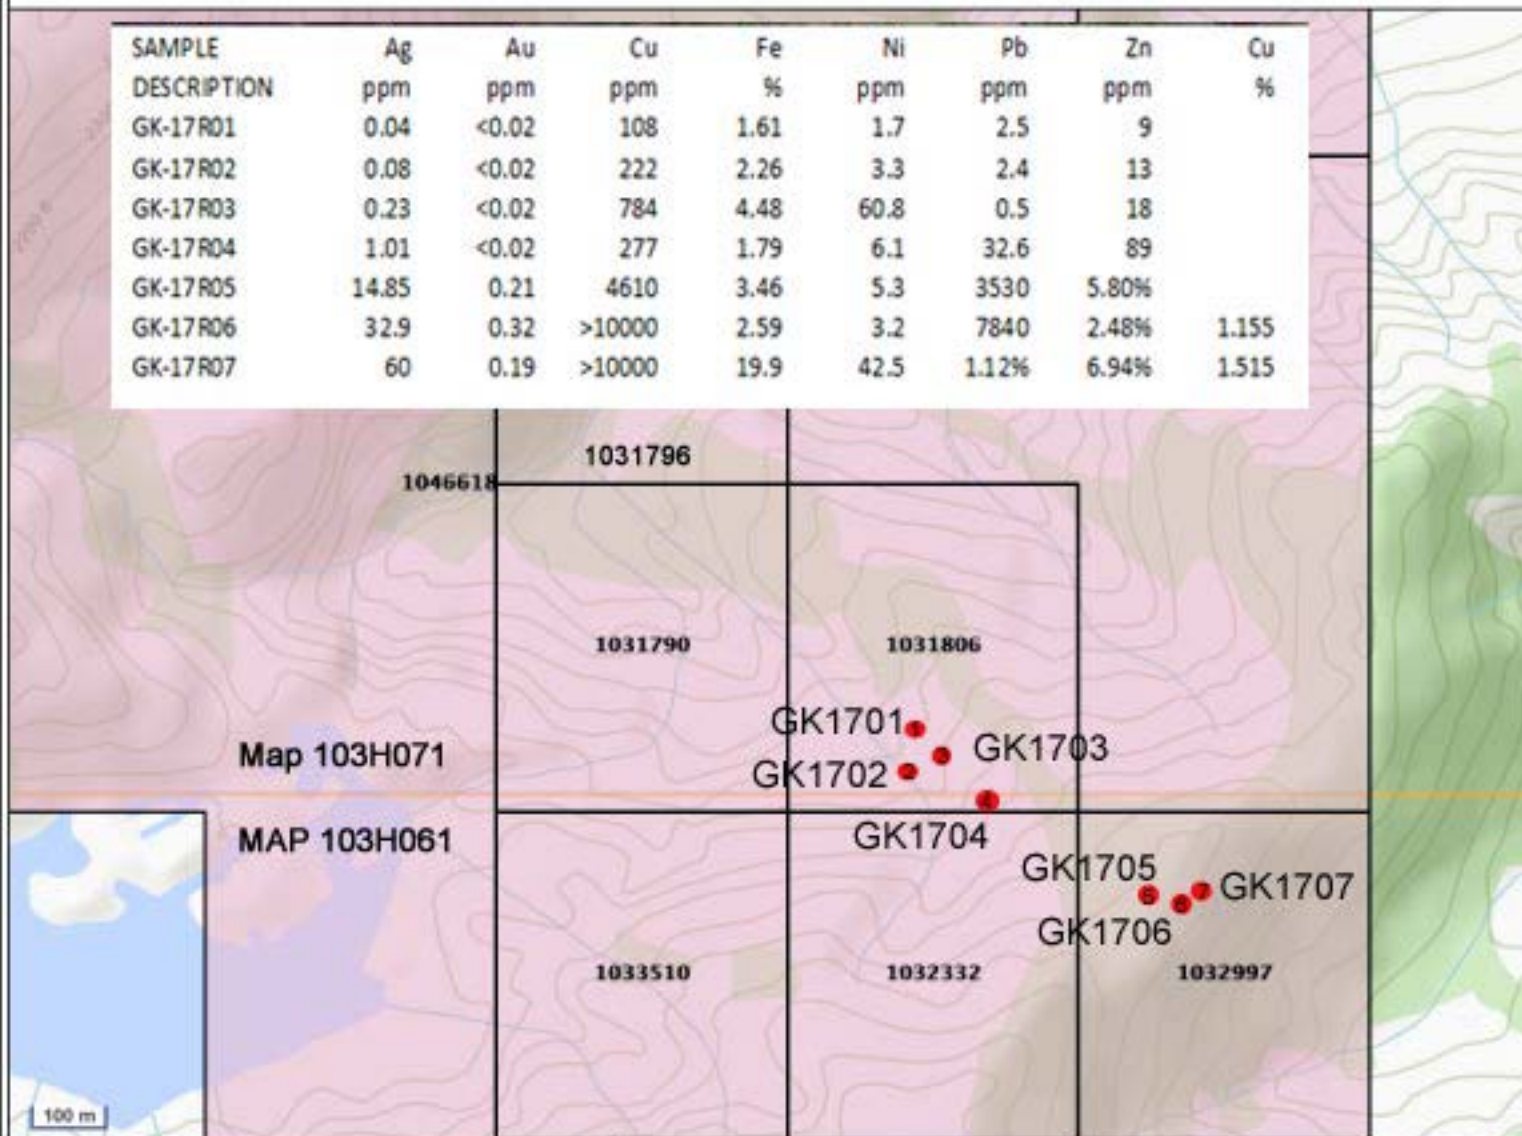 SAMPLE Ag Au Cu Fe Ni Pb Zn Cu
DESCRIPTION ppm ppm ppm % ppm ppm ppm %
GK-17R01 0.04 <0.02 108 1.61 1.7 2.5 9
GK-17R02 0.08 <0.02 222 2.26 3.3 2.4 13
GK-17R03 0.23 <0.02 784 4.48 60.8 0.5 18
GK-17R04 1.01 <0.02 277 1.79 6.1 32.6 89
GK-17R05 14.85 0.21 4610 3.46 5.3 3530 5.80%
GK-17R06 32.9 0.32 >10000 2.59 3.2 7840 2.48% 1.155
GK-17R07 60 0.19 >10000 19.9 42.5 1.12% 6.94% 1.515
1031796
1046618
1031790
1031806
GK1701 1
3 GK1703
GK1702 2
Map 103H071
4
MAP 103H061
GK1704
GK1705
5 6 7 GK1707
GK1706
1033510
1032332
1032997
100 m